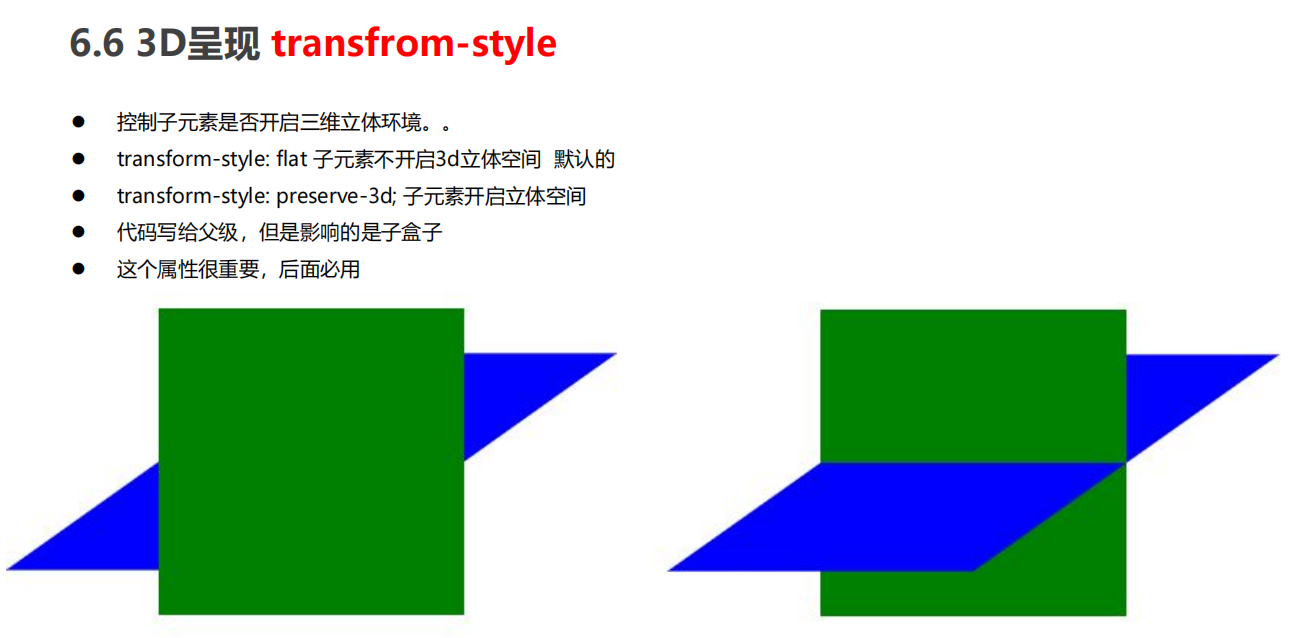 6.6 3D呈现 transfrom-style
● 控制子元素是否开启三维立体环境。。
● transform-style: flat 子元素不开启3d立体空间 默认的
● transform-style: preserve-3d; 子元素开启立体空间
● 代码写给父级，但是影响的是子盒子
● 这个属性很重要，后面必用